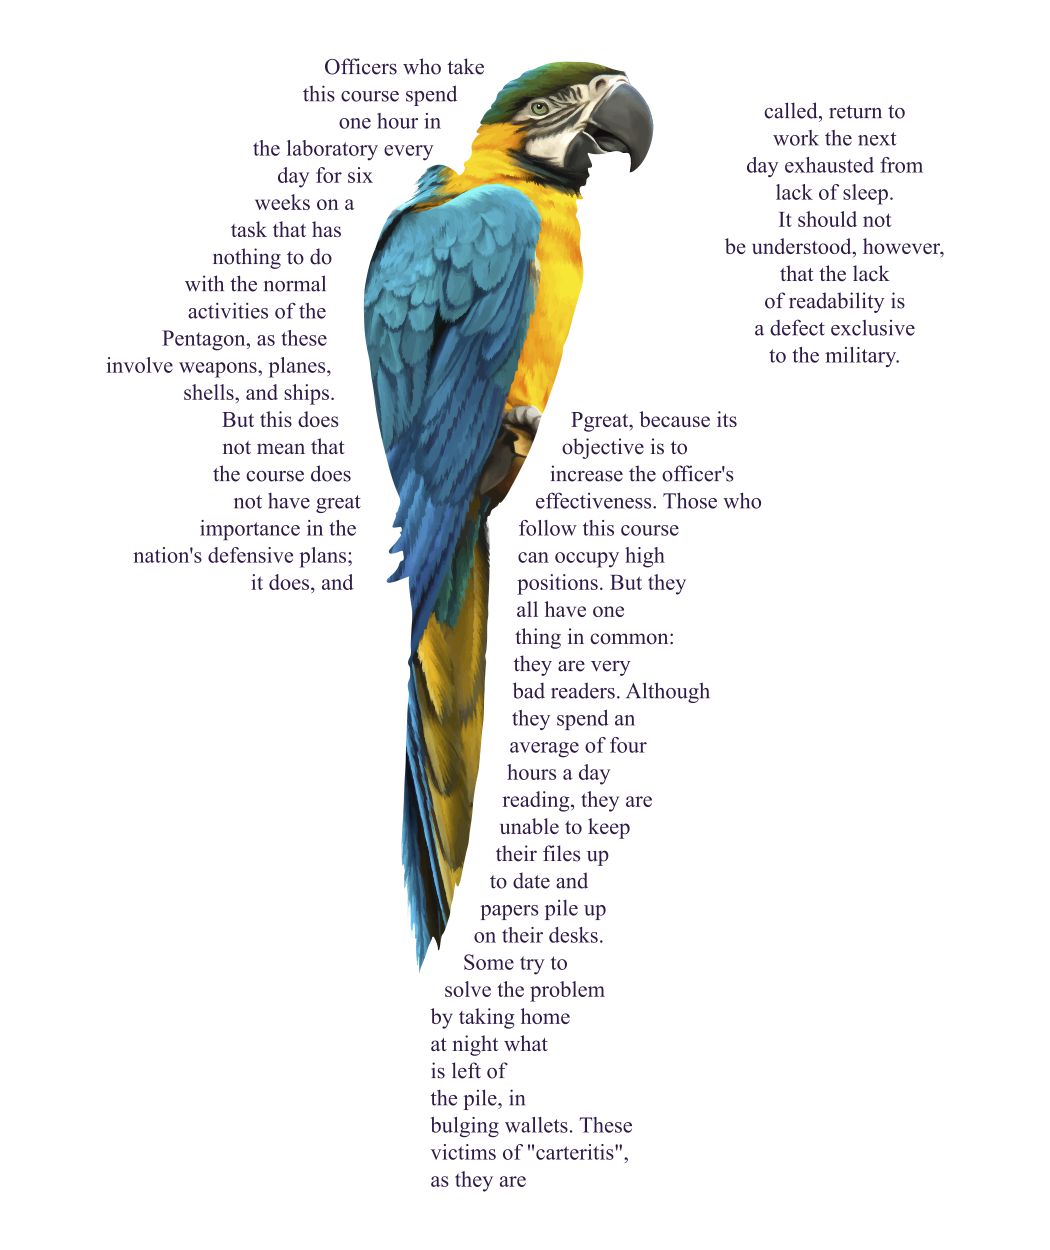 Officers who take
this course spend
one hour in
the laboratory every
day for six
weeks on a
task that has
nothing to do
with the normal
activities of the
Pentagon, as these
involve weapons, planes,
shells, and ships.
But this does
not mean that
the course does
not have great
importance in the
nation's defensive plans;
it does, and
Pgreat, because its
objective is to
increase the officer's
effectiveness. Those who
follow this course
can occupy high
positions. But they
all have one
thing in common:
they are very
bad readers. Although
they spend an
average of four
hours a day
reading, they are
unable to keep
their files up
to date and
papers pile up
on their desks.
Some try to
solve the problem
by taking home
at night what
is left of
the pile, in
bulging wallets. These
victims of "carteritis",
as they are
called, return to
work the next
day exhausted from
lack of sleep.
It should not
be understood, however,
that the lack
of readability is
a defect exclusive
to the military.